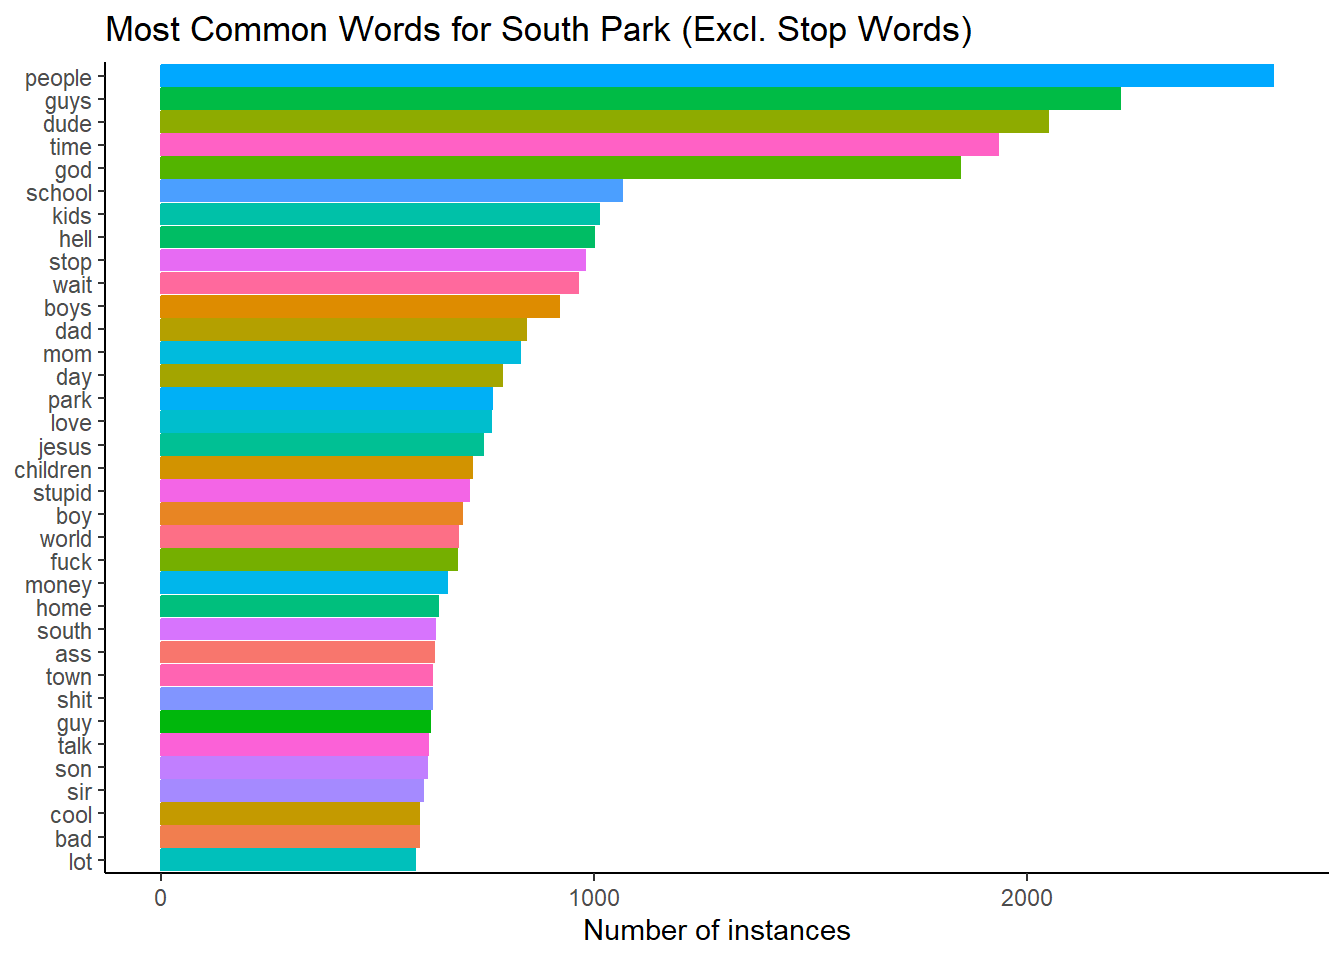 Most Common Words for South Park (Excl. Stop Words)
people
guys
dude
time
god
school
kids
hell
stop
wait
boys
dad
mom
day
park
love
jesus
children
stupid
boy
world
fuck
money
home
south
ass
town
shit
guy
talk
son
sir
cool
bad
lot
0 1000 2000
Number of instances